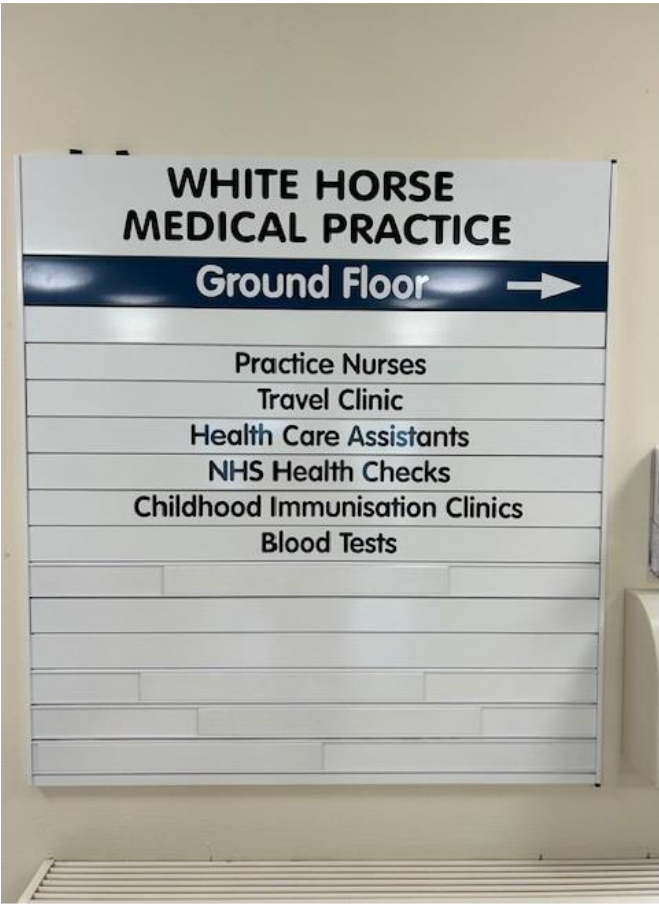 WHITE HORSE
MEDICAL PRACTICE
Ground Floor
Practice Nurses
Travel Clinic
Health Care Assistants
NHS Health Checks
Childhood Immunisation Clinics
Blood Tests